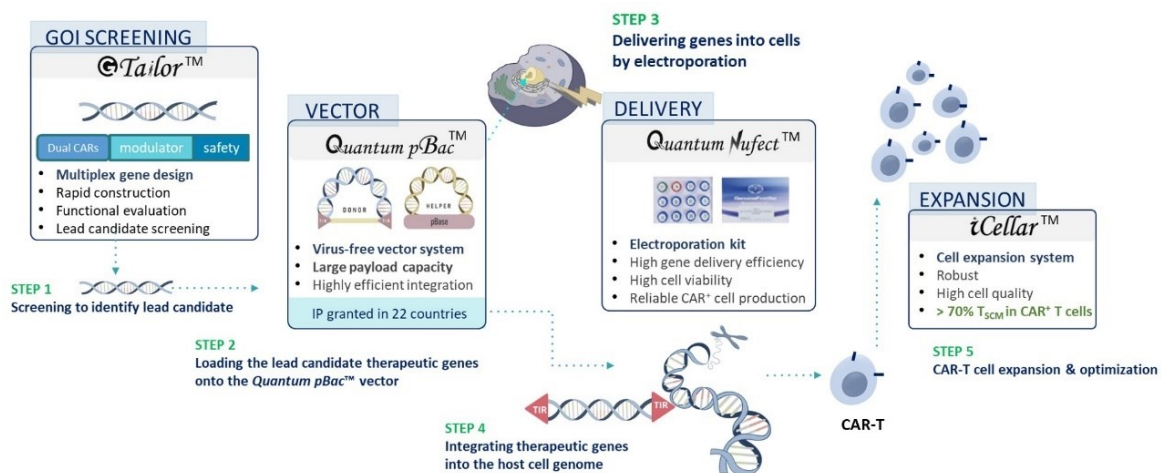 GOI SCREENING
GTailor™
Dual CARs
modulator
safety
• Multiplex gene design
• Rapid construction
• Functional evaluation
• Lead candidate screening
STEP 1
Screening to identify lead candidate
VECTOR
Quantum pBac™
DONOR
HELPER
pBase
• Virus-free vector system
• Large payload capacity
• Highly efficient integration
IP granted in 22 countries
STEP 2
Loading the lead candidate therapeutic genes
onto the Quantum pBac™ vector
STEP 3
Delivering genes into cells
by electroporation
DELIVERY
Quantum Nufect™
• Electroporation kit
• High gene delivery efficiency
• High cell viability
• Reliable CAR⁺ cell production
TIR
TIR
STEP 4
Integrating therapeutic genes
into the host cell genome
CAR-T
EXPANSION
iCellar™
• Cell expansion system
• Robust
• High cell quality
• > 70% TSCM in CAR⁺ T cells
STEP 5
CAR-T cell expansion & optimization